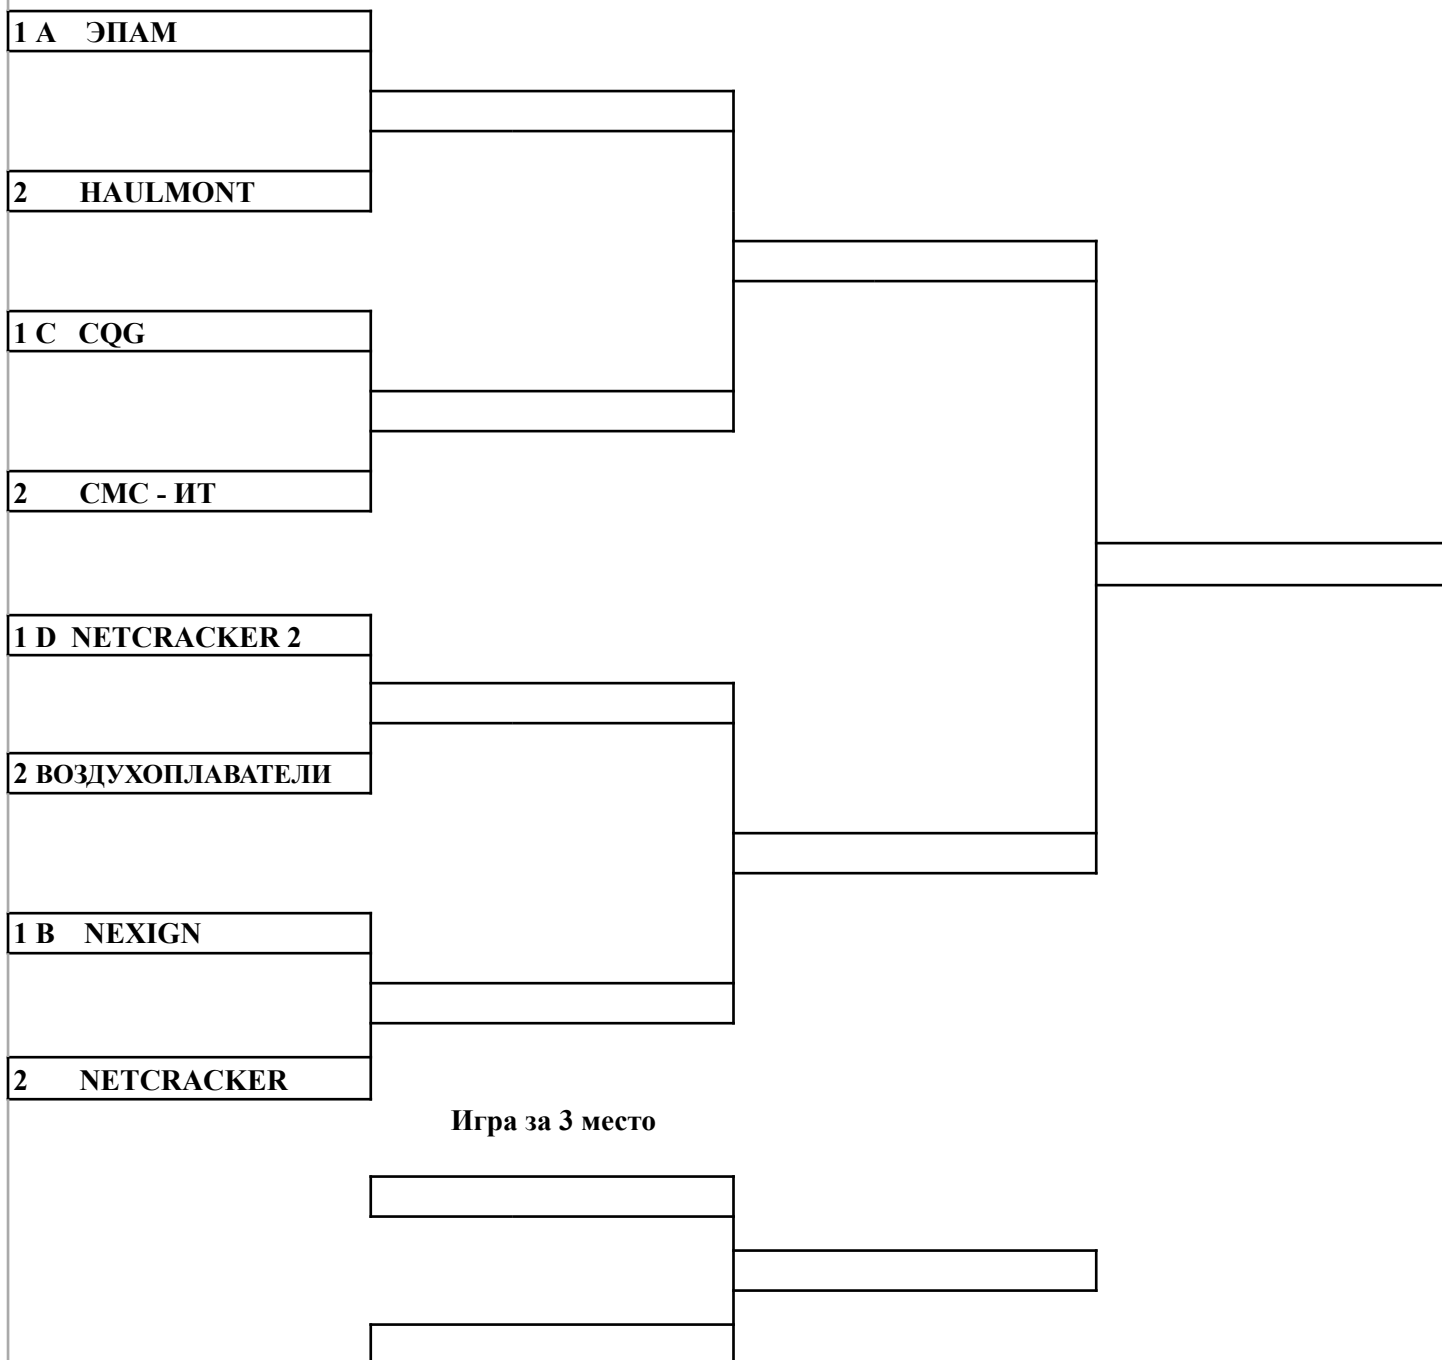 1 A ЭПАМ
2 HAULMONT
1 C CQG
2 СМС - ИТ
1 D NETCRACKER 2
2 ВОЗДУХОПЛАВАТЕЛИ
1 B NEXIGN
2 NETCRACKER
Игра за 3 место